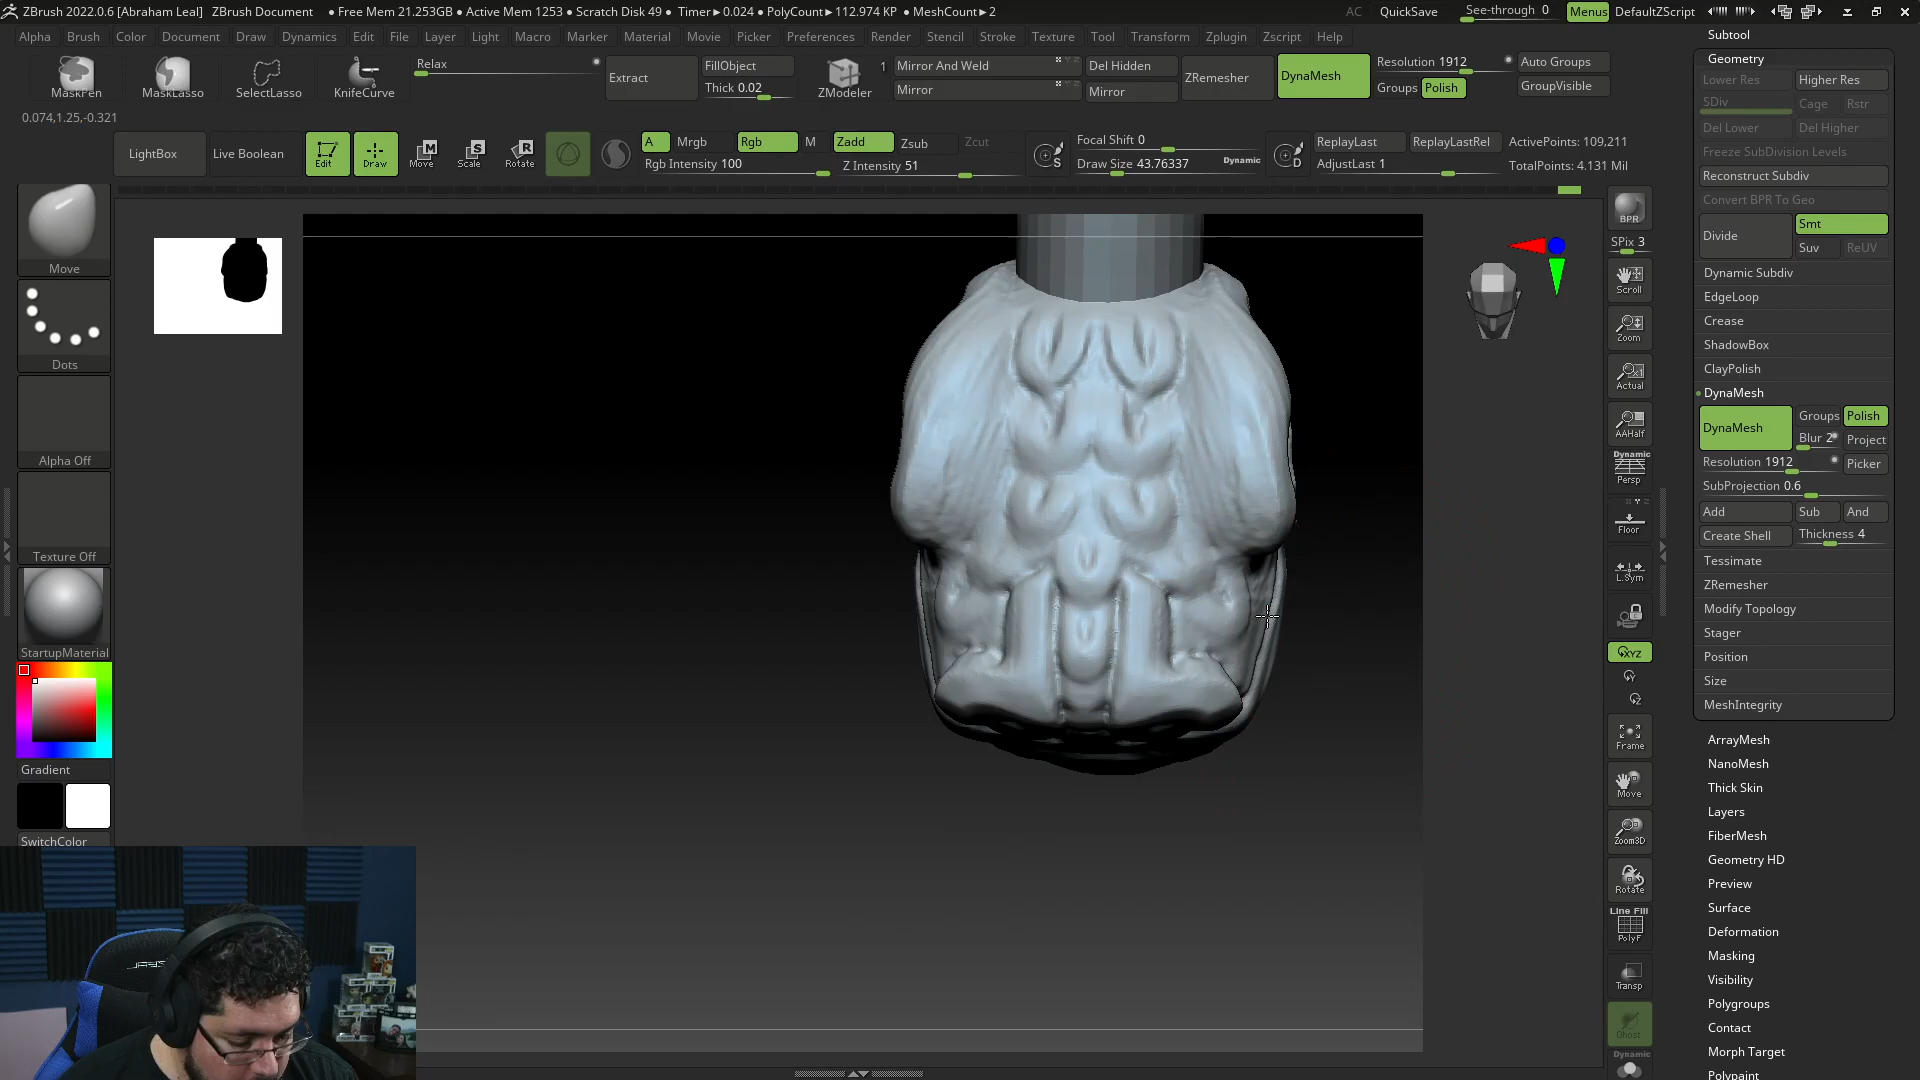 ZBrush 2022.0.6 [Abraham Leal] ZBrush Document ● Free Mem 21.253GB ● Active Mem 1253 ● Scratch Disk 49 ● Timer►0.024 ● PolyCount►112.974 KP ● MeshCount►2
AC QuickSave See-through 0 Menus DefaultZScript
Alpha Brush Color Document Draw Dynamics Edit File Layer Light Macro Marker Material Movie Picker Preferences Render Stencil Stroke Texture Tool Transform Zplugin Zscript Help
MaskPen MaskLasso SelectLasso KnifeCurve
Relax
Extract
FillObject
Thick 0.02
ZModeler
1
Mirror And Weld
Mirror
Del Hidden
Mirror
ZRemesher
DynaMesh
Resolution 1912
Groups Polish
Auto Groups
GroupVisible
0.074,1.25,-0.321
LightBox
Live Boolean
Edit Draw Move Scale Rotate
A Mrgb Rgb M
Rgb Intensity 100
Zadd Zsub Zcut
Z Intensity 51
S
Focal Shift 0
Draw Size 43.76337 Dynamic
D
ReplayLast ReplayLastRel
AdjustLast 1
ActivePoints: 109,211
TotalPoints: 4.131 Mil
Move
Dots
Alpha Off
Texture Off
StartupMaterial
Gradient
SwitchColor
BPR
SPix 3
Scroll
Zoom
Actual
AAHalf
Dynamic
Persp
Floor
L.Sym
XYZ
Y
Z
Frame
Move
Zoom3D
Rotate
Line Fill
PolyF
Transp
Ghost
Dynamic
Subtool
Geometry
Lower Res Higher Res
SDiv Cage Rstr
Del Lower Del Higher
Freeze SubDivision Levels
Reconstruct Subdiv
Convert BPR To Geo
Divide Smt
Suv ReUV
Dynamic Subdiv
EdgeLoop
Crease
ShadowBox
ClayPolish
DynaMesh
DynaMesh Groups Polish
Blur 2 Project
Resolution 1912 Picker
SubProjection 0.6
Add Sub And
Create Shell Thickness 4
Tessimate
ZRemesher
Modify Topology
Stager
Position
Size
MeshIntegrity
ArrayMesh
NanoMesh
Thick Skin
Layers
FiberMesh
Geometry HD
Preview
Surface
Deformation
Masking
Visibility
Polygroups
Contact
Morph Target
Polypaint